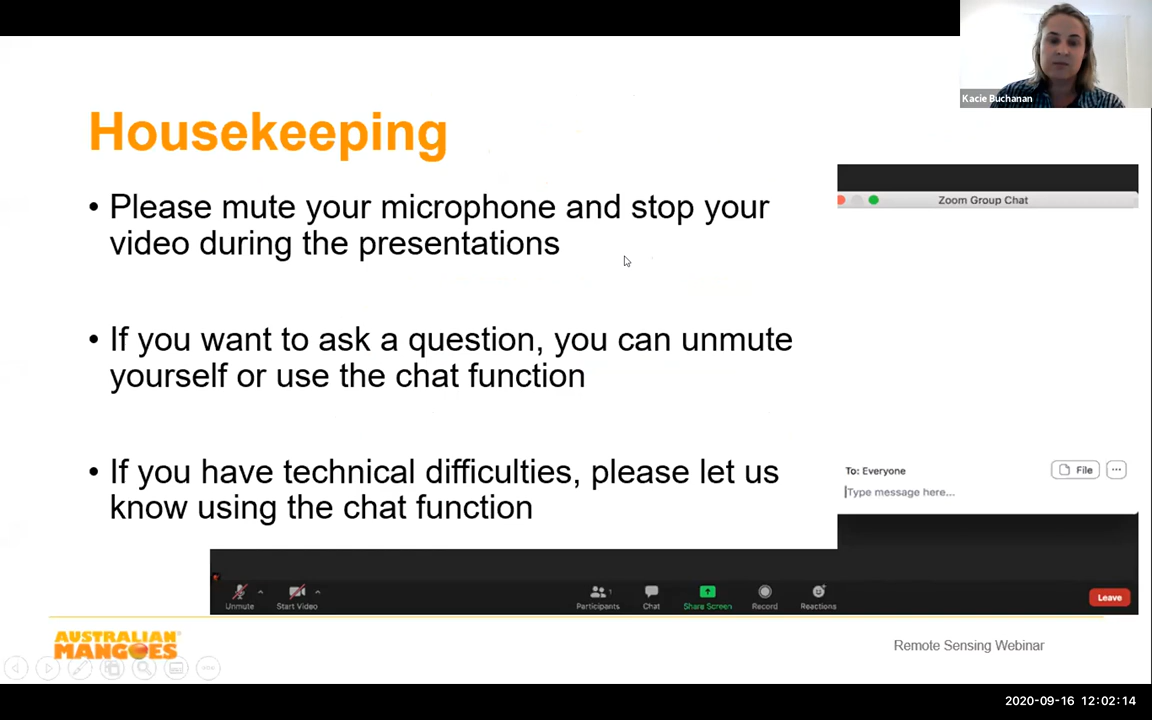 Kacie Buchanan
Housekeeping
• Please mute your microphone and stop your
video during the presentations
• If you want to ask a question, you can unmute
yourself or use the chat function
• If you have technical difficulties, please let us
know using the chat function
Zoom Group Chat
To: Everyone
File
Type message here...
Unmute
Start Video
Participants
1
Chat
Share Screen
Record
Reactions
Leave
AUSTRALIAN
MANGOES
Remote Sensing Webinar
2020-09-16 12:02:14